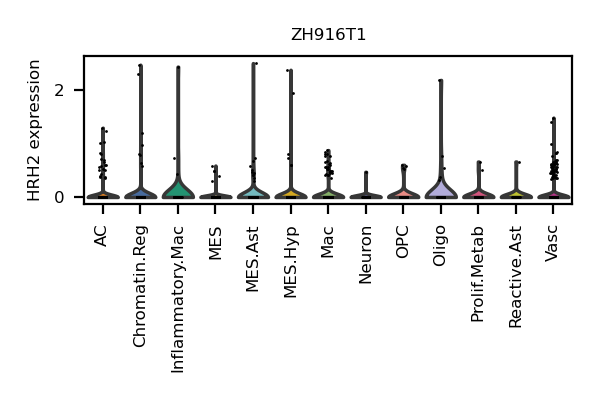 ZH916T1
HRH2 expression
2
0
AC
Chromatin.Reg
Inflammatory.Mac
MES
MES.Ast
MES.Hyp
Mac
Neuron
OPC
Oligo
Prolif.Metab
Reactive.Ast
Vasc